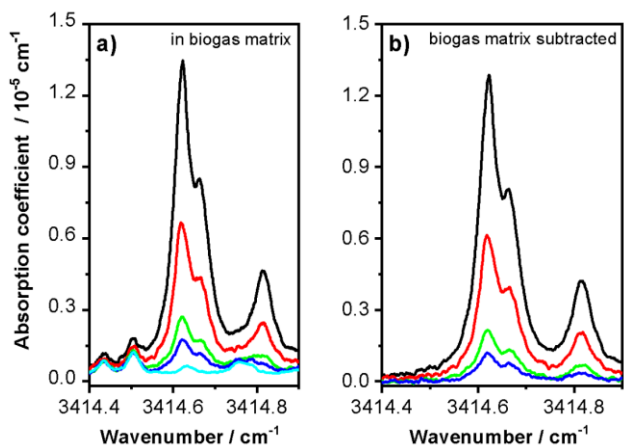 a) in biogas matrix
b) biogas matrix subtracted
Absorption coefficient / 10⁻⁵ cm⁻¹
1.5
1.2
0.9
0.6
0.3
0.0
1.5
1.2
0.9
0.6
0.3
0.0
3414.4 3414.6 3414.8
3414.4 3414.6 3414.8
Wavenumber / cm⁻¹
Wavenumber / cm⁻¹